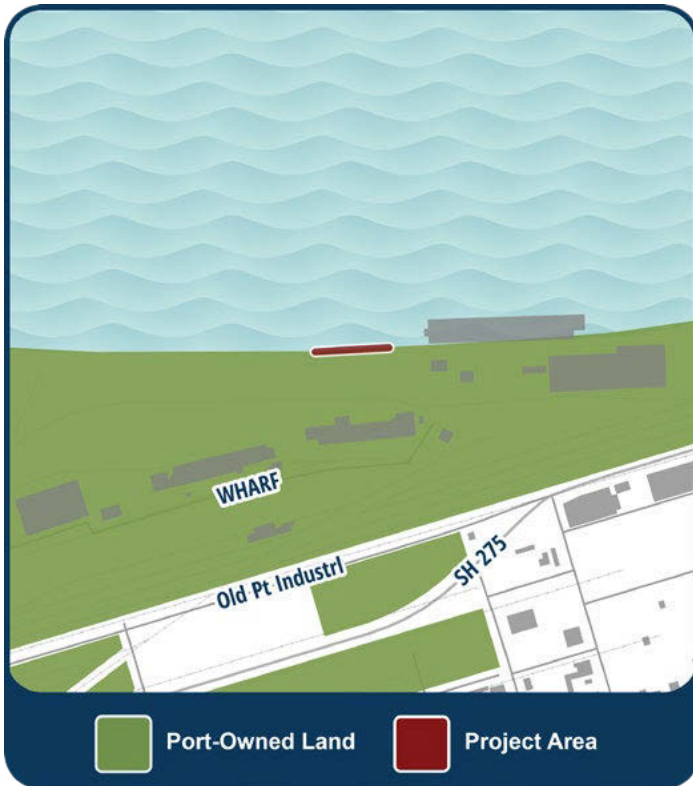 WHARF
Old Pt Industrl
SH 275
Port-Owned Land
Project Area